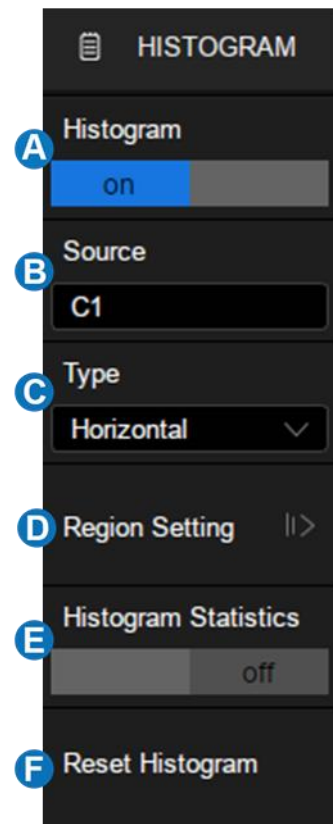 HISTOGRAM
A
Histogram
on
B
Source
C1
C
Type
Horizontal
D
Region Setting
E
Histogram Statistics
off
F
Reset Histogram